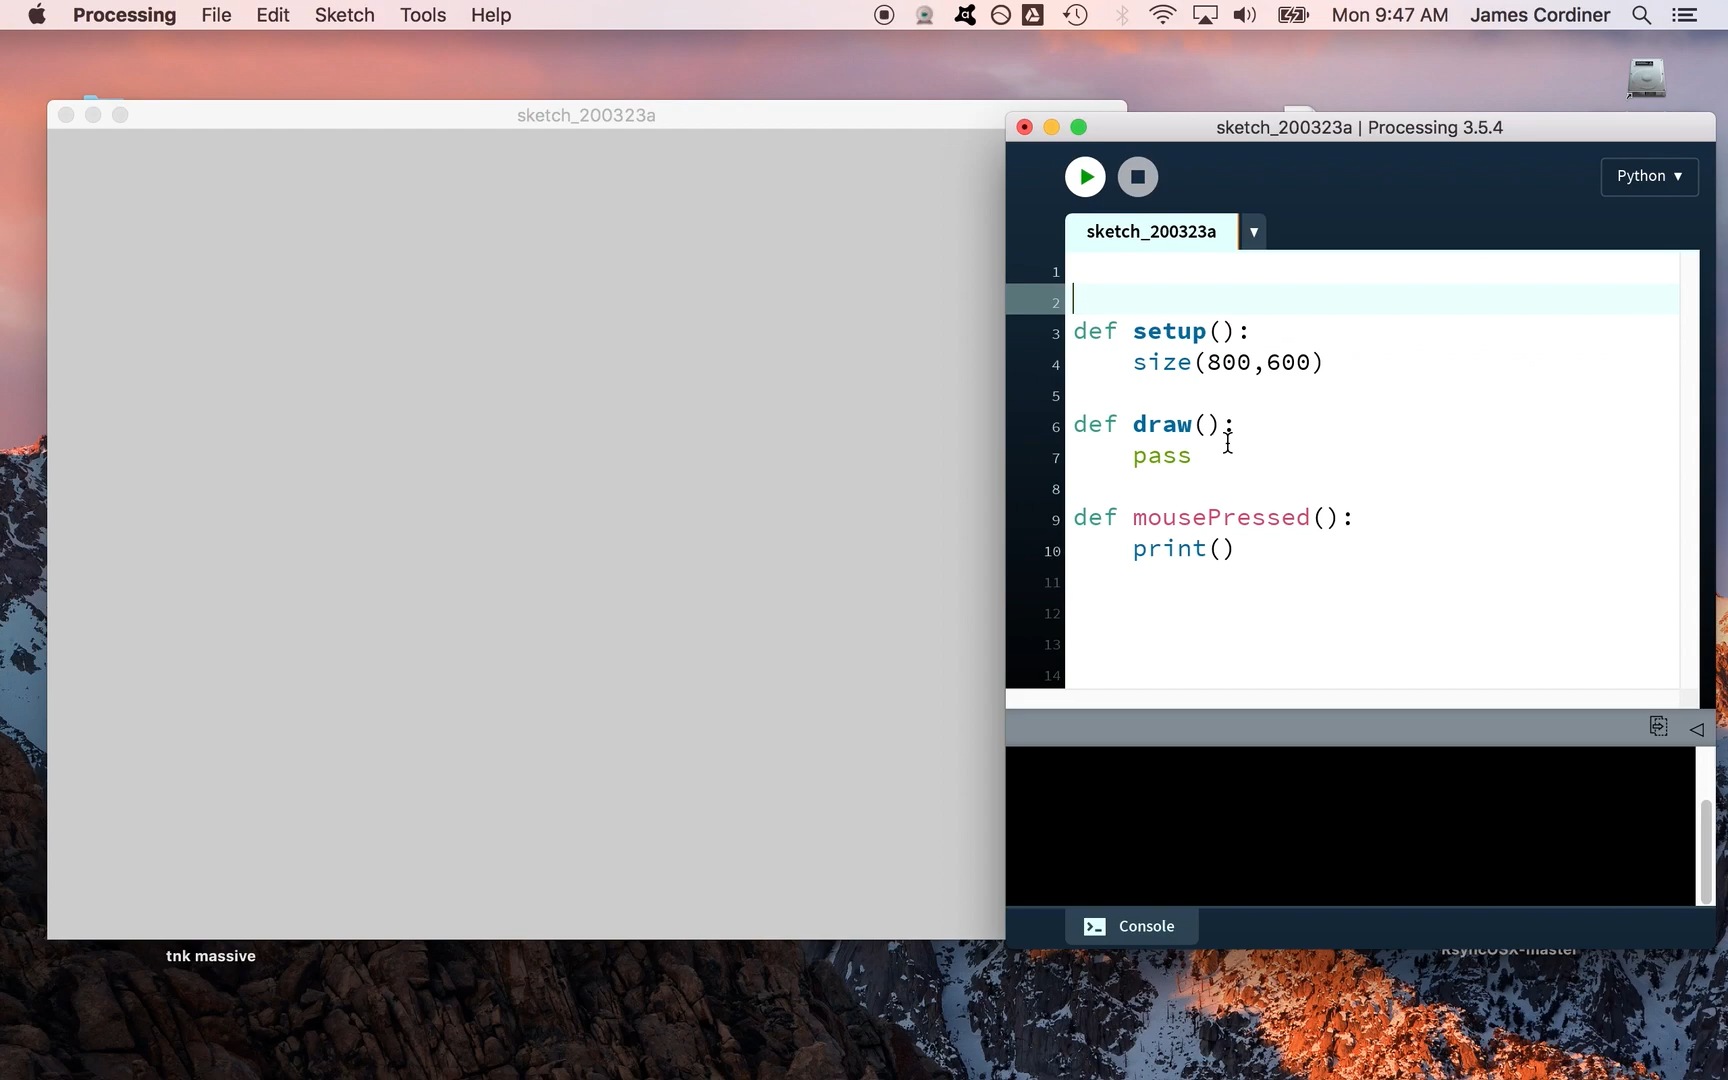 Processing File Edit Sketch Tools Help Mon 9:47 AM James Cordiner
sketch_200323a
sketch_200323a | Processing 3.5.4
Python ▾
sketch_200323a ▾
1
2
3 def setup():
4     size(800,600)
5
6 def draw():
7     pass
8
9 def mousePressed():
10     print()
11
12
13
14
Console
tnk massive
RsyncOSX-master